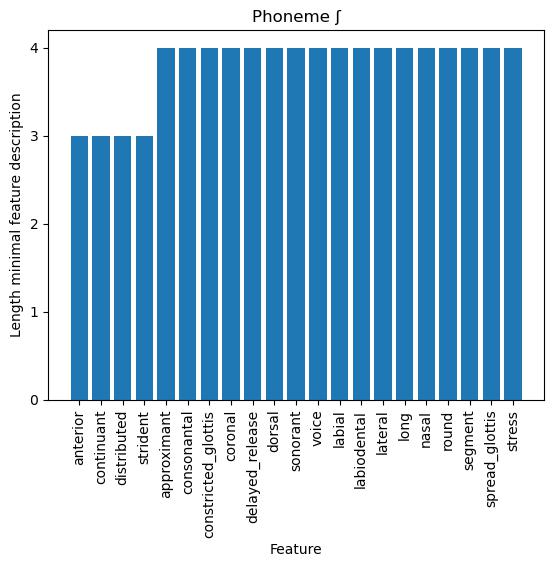 Phoneme ʃ
Length minimal feature description
4
3
2
1
0
anterior
continuant
distributed
strident
approximant
consonantal
constricted_glottis
coronal
delayed_release
dorsal
sonorant
voice
labial
labiodental
lateral
long
nasal
round
segment
spread_glottis
stress
Feature